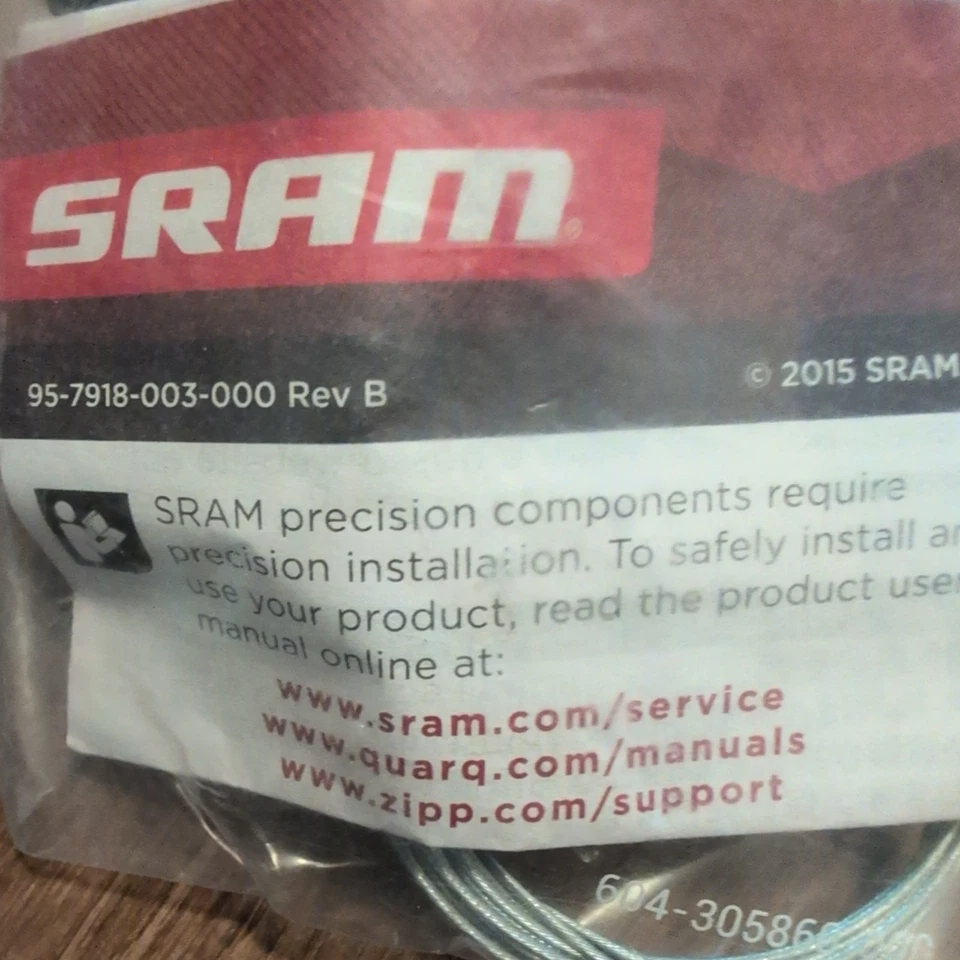 SRAM
95-7918-003-000 Rev B
© 2015 SRAM
SRAM precision components require
precision installation. To safely install
use your product, read the product
manual online at:
www.sram.com/service
www.quarq.com/manuals
www.zipp.com/support